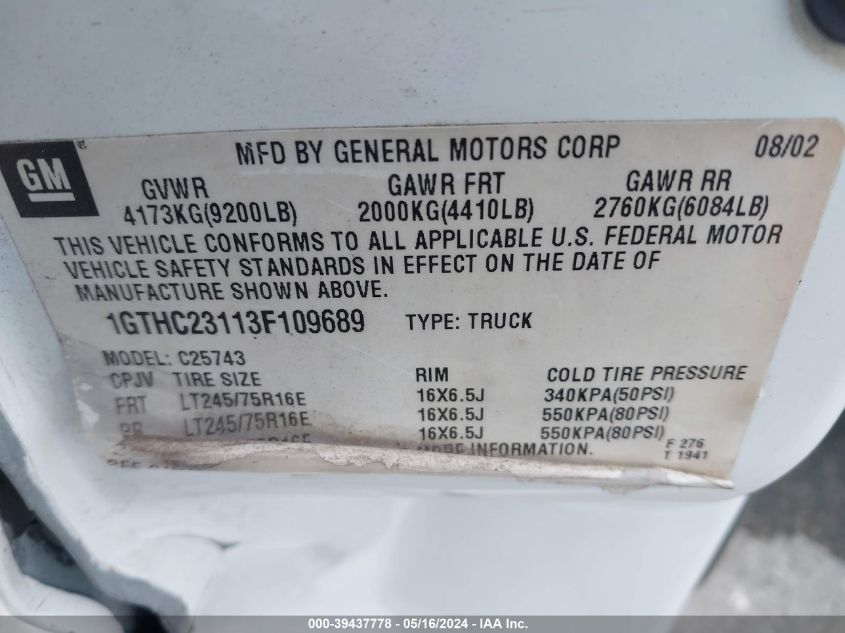 GM
MFD BY GENERAL MOTORS CORP 08/02
GVWR GAWR FRT GAWR RR
4173KG(9200LB) 2000KG(4410LB) 2760KG(6084LB)
THIS VEHICLE CONFORMS TO ALL APPLICABLE U.S. FEDERAL MOTOR
VEHICLE SAFETY STANDARDS IN EFFECT ON THE DATE OF
MANUFACTURE SHOWN ABOVE.
1GTHC23113F109689 TYPE: TRUCK
MODEL: C25743
CPJV TIRE SIZE RIM COLD TIRE PRESSURE
FRT LT245/75R16E 16X6.5J 340KPA(50PSI)
RR LT245/75R16E 16X6.5J 550KPA(80PSI)
16X6.5J 550KPA(80PSI)
MORE INFORMATION. F 276
T 1941
000-39437778 - 05/16/2024 - IAA Inc.